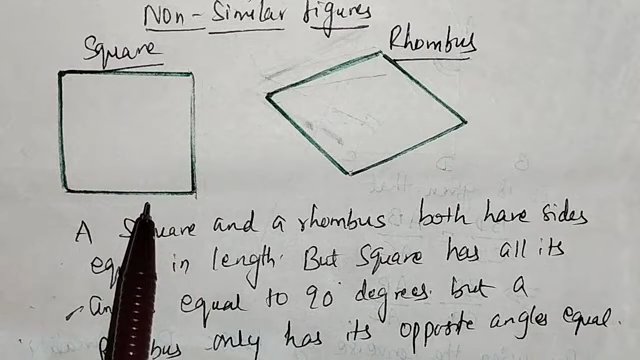 Non-Similar figures
Square
Rhombus
A Square and a rhombus both have sides
in length. But Square has all its
equal to 90 degrees. but a
only has its opposite angles equal.